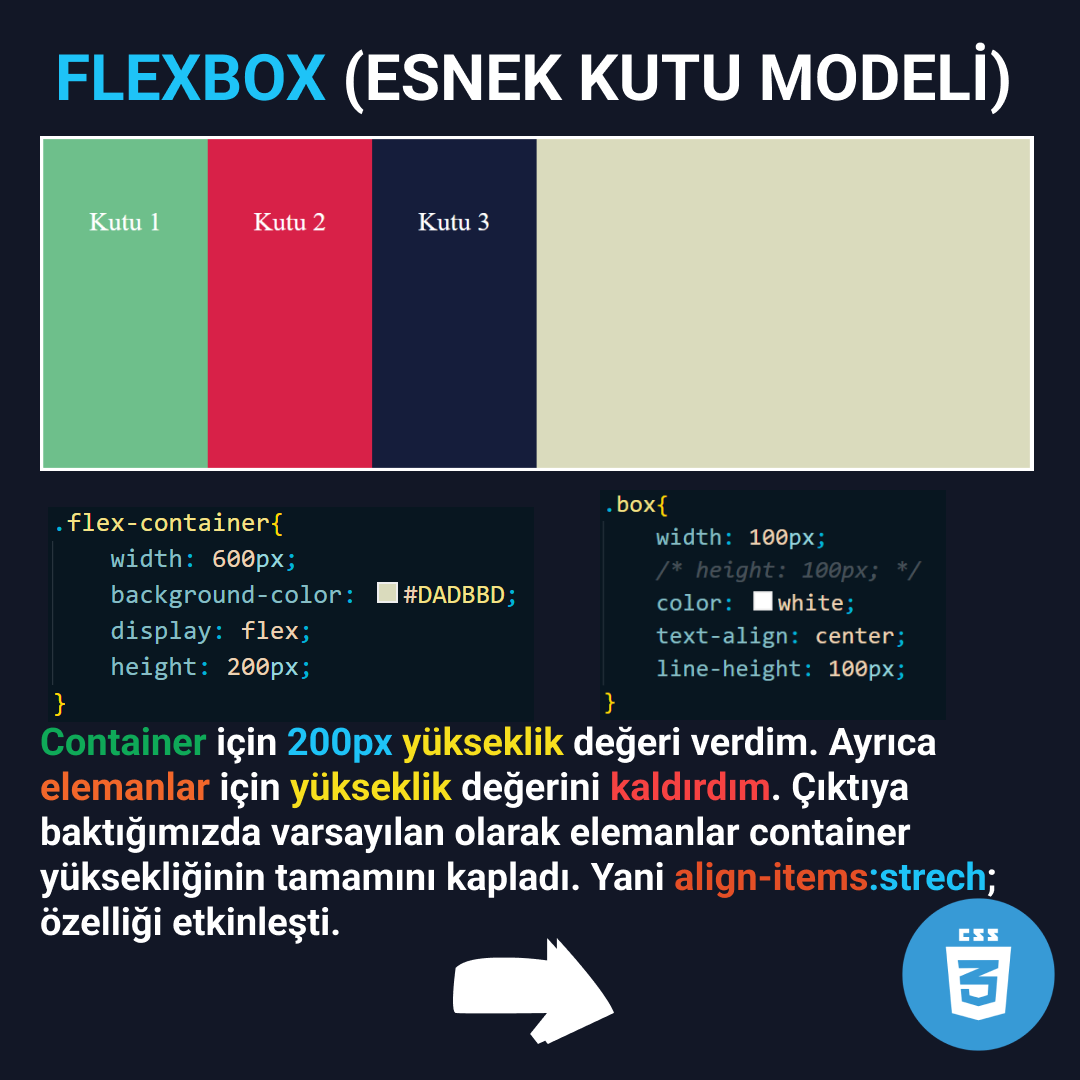 FLEXBOX (ESNEK KUTU MODELİ)
Kutu 1
Kutu 2
Kutu 3
.flex-container{
width: 600px;
background-color: #DADBBD;
display: flex;
height: 200px;
}
.box{
width: 100px;
/* height: 100px; */
color: white;
text-align: center;
line-height: 100px;
}
Container için 200px yükseklik değeri verdim. Ayrıca
elemanlar için yükseklik değerini kaldırdım. Çıktıya
baktığımızda varsayılan olarak elemanlar container
yüksekliğinin tamamını kapladı. Yani align-items:strech;
özelliği etkinleşti.
CSS
3